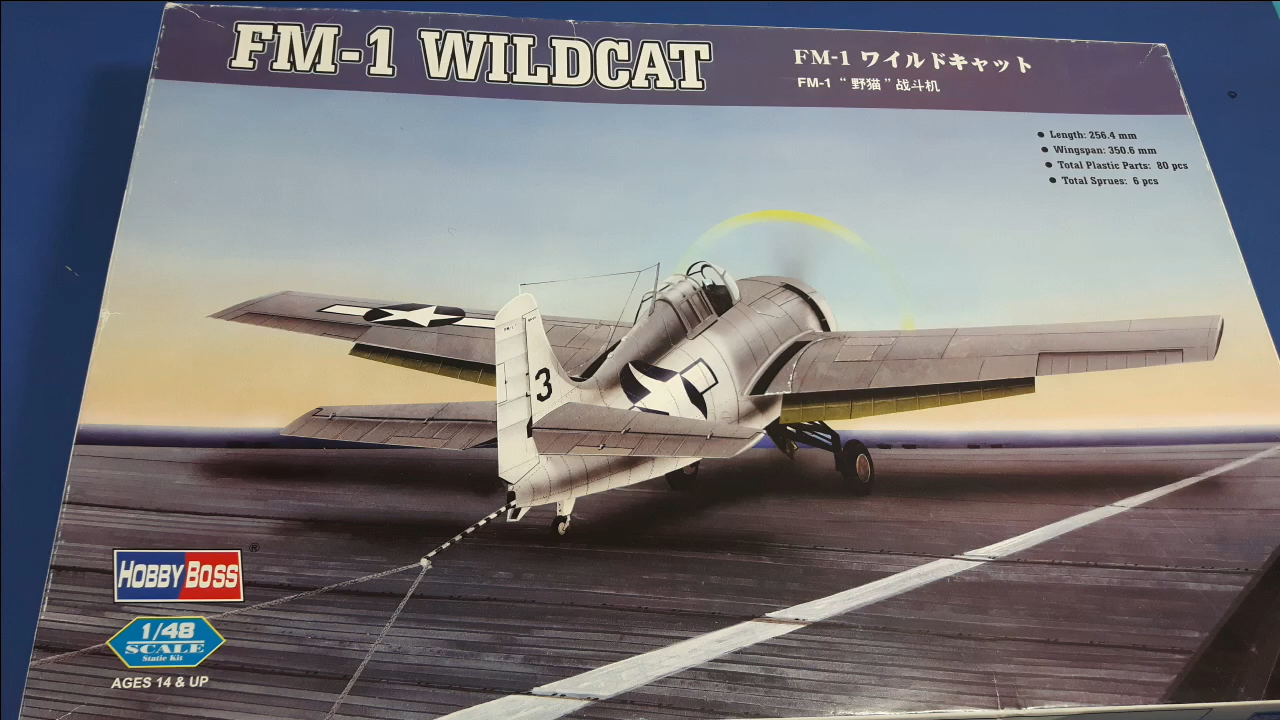 FM-1 WILDCAT
FM-1 ワイルドキャット
FM-1 “野猫”战斗机
● Length: 256.4 mm
● Wingspan: 350.6 mm
● Total Plastic Parts: 80 pcs
● Total Sprues: 6 pcs
3
HOBBY BOSS ®
1/48
SCALE
Static Kit
AGES 14 & UP